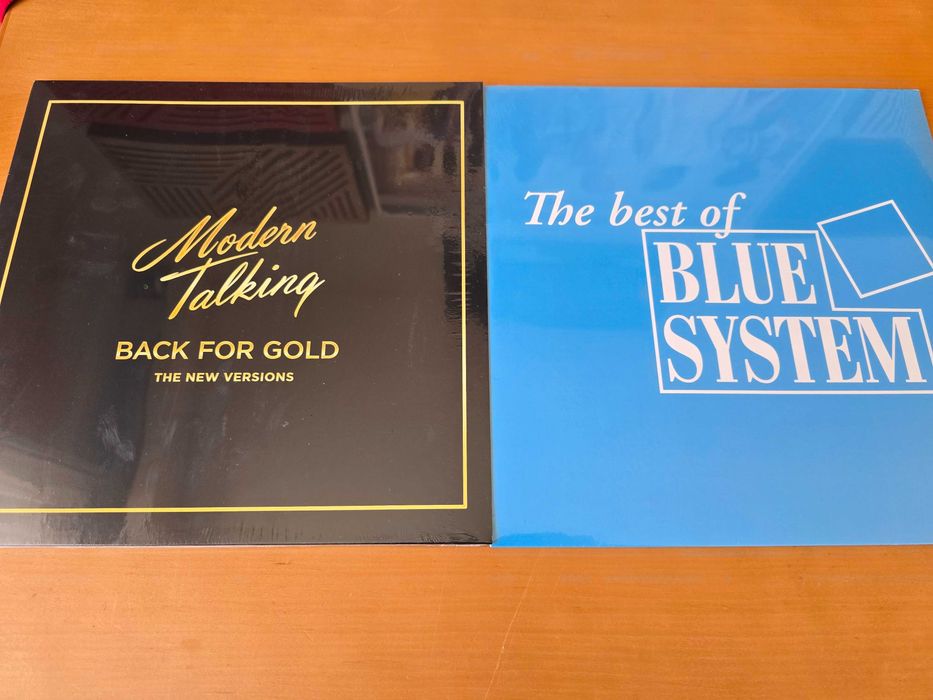 Modern
Talking
BACK FOR GOLD
THE NEW VERSIONS
The best of
BLUE
SYSTEM